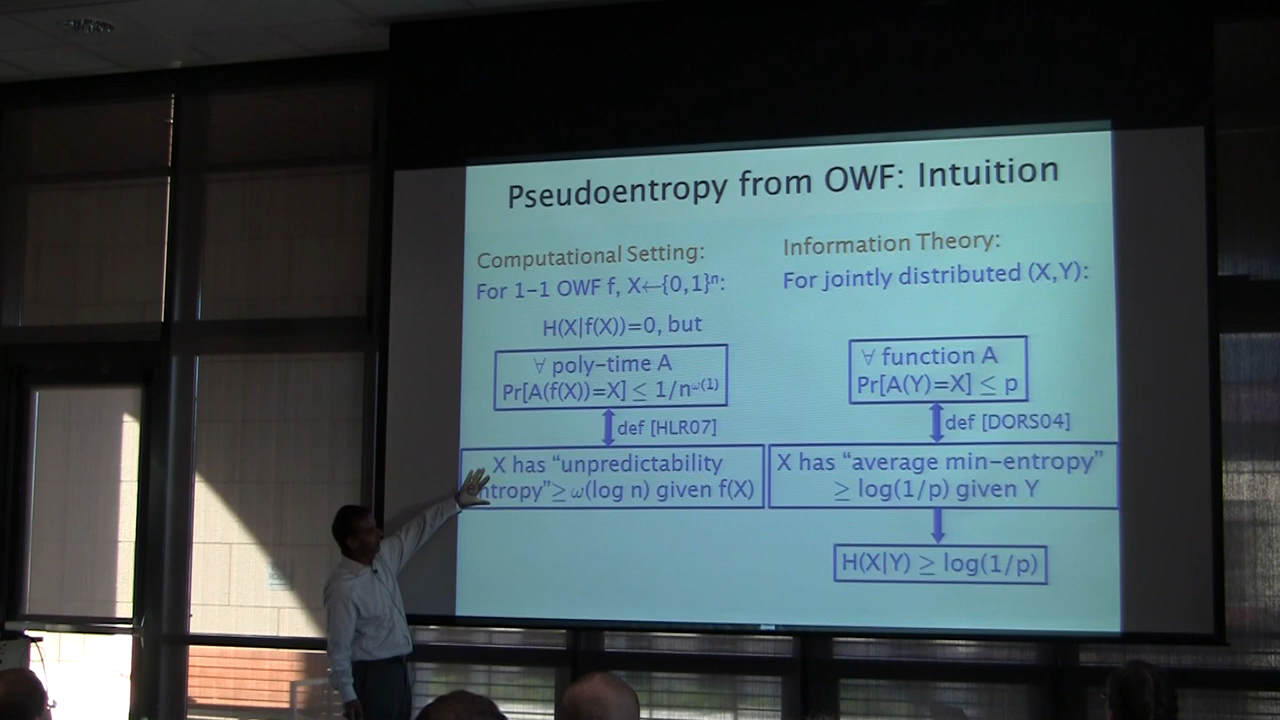 Pseudoentropy from OWF: Intuition
Computational Setting:
For 1-1 OWF f, X←{0,1}ⁿ:
H(X|f(X))=0, but
∀ poly-time A
Pr[A(f(X))=X] ≤ 1/n^ω(1)
def [HLR07]
X has “unpredictability
entropy”≥ ω(log n) given f(X)
Information Theory:
For jointly distributed (X,Y):
∀ function A
Pr[A(Y)=X] ≤ p
def [DORS04]
X has “average min-entropy”
≥ log(1/p) given Y
H(X|Y) ≥ log(1/p)